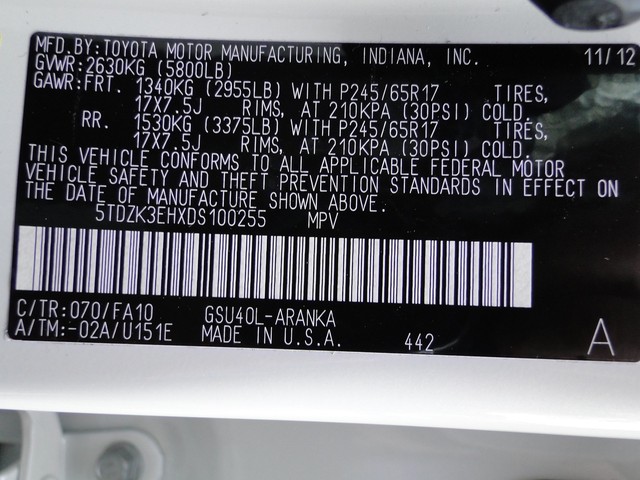 MFD.BY:TOYOTA MOTOR MANUFACTURING, INDIANA, INC. 11/12
GVWR:2630KG (5800LB)
GAWR:FRT. 1340KG (2955LB) WITH P245/65R17 TIRES,
17X7.5J RIMS, AT 210KPA (30PSI) COLD.
RR. 1530KG (3375LB) WITH P245/65R17 TIRES,
17X7.5J RIMS, AT 210KPA (30PSI) COLD.
THIS VEHICLE CONFORMS TO ALL APPLICABLE FEDERAL MOTOR
VEHICLE SAFETY AND THEFT PREVENTION STANDARDS IN EFFECT ON
THE DATE OF MANUFACTURE SHOWN ABOVE.
5TDZK3EHXDS100255 MPV
C/TR:070/FA10 GSU40L-ARANKA
A/TM:-02A/U151E MADE IN U.S.A. 442 A